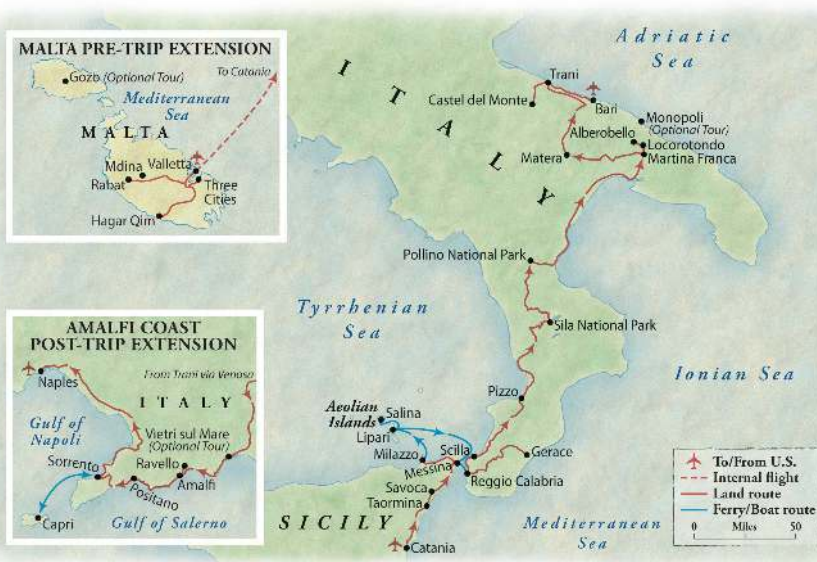 MALTA PRE-TRIP EXTENSION
Gozo (Optional Tour)
To Catania
Mediterranean
Sea
MALTA
Mdina
Valletta
Rabat
Three
Cities
Hagar Qim
AMALFI COAST
POST-TRIP EXTENSION
From Trani via Venosa
Naples
ITALY
Gulf of
Napoli
Vietri sul Mare
(Optional Tour)
Ravello
Sorrento
Amalfi
Positano
Capri
Gulf of Salerno
Adriatic
Sea
ITALY
Trani
Castel del Monte
Bari
Monopoli
(Optional Tour)
Alberobello
Locorotondo
Matera
Martina Franca
Pollino National Park
Tyrrhenian
Sea
Sila National Park
Ionian Sea
Pizzo
Aeolian
Islands
Salina
Lipari
Milazzo
Scilla
Messina
Gerace
Reggio Calabria
Savoca
Taormina
SICILY
Catania
Mediterranean
Sea
To/From U.S.
Internal flight
Land route
Ferry/Boat route
0 Miles 50